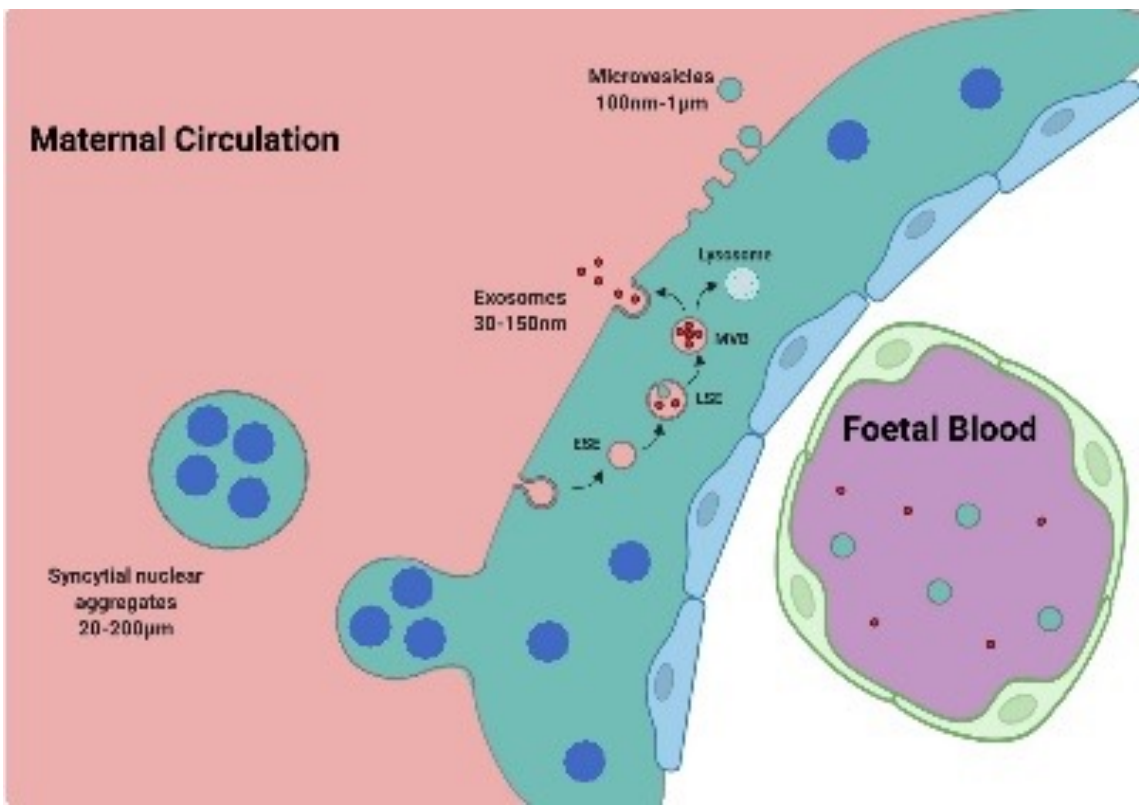 Microvesicles
100nm-1µm
Maternal Circulation
Lysosome
Exosomes
30-150nm
MVB
LSE
Foetal Blood
ESE
Syncytial nuclear
aggregates
20-200µm